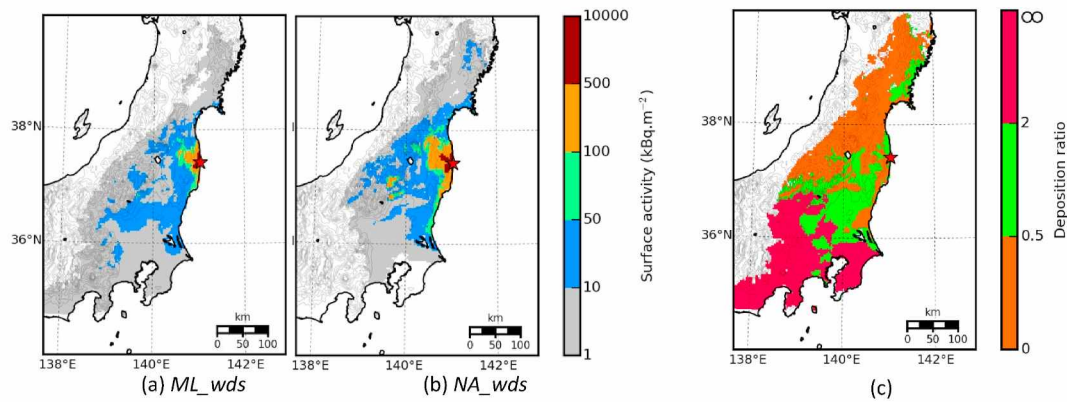 38°N
36°N
138°E
140°E
142°E
km
0 50 100
(a) ML_wds
138°E
140°E
142°E
km
0 50 100
(b) NA_wds
10000
500
100
50
10
1
Surface activity (kBq.m⁻²)
38°N
36°N
138°E
140°E
142°E
km
0 50 100
(c)
∞
2
0.5
0
Deposition ratio